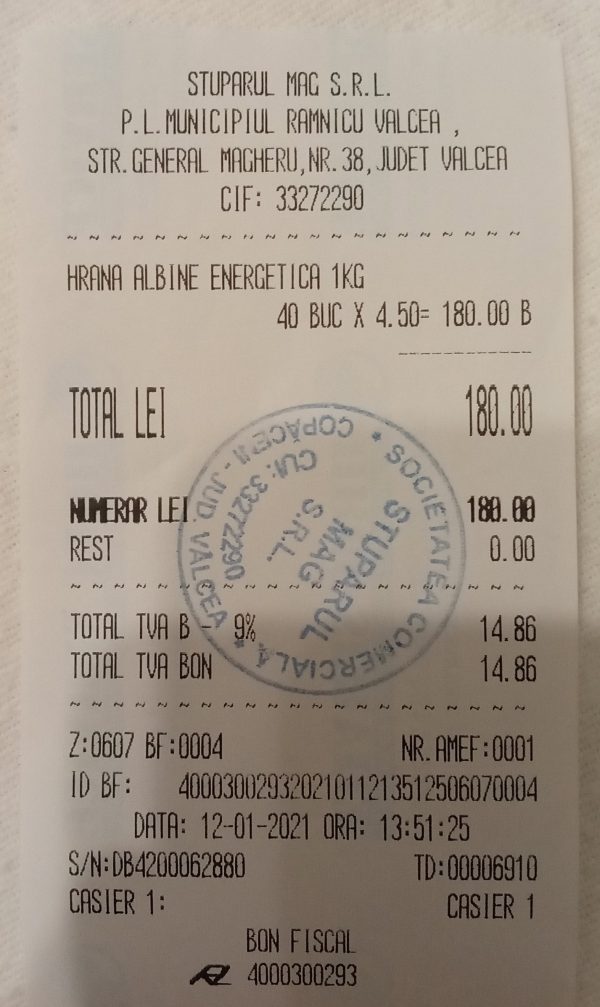 STUPARUL MAG S.R.L.
P.L.MUNICIPIUL RAMNICU VALCEA ,
STR.GENERAL MAGHERU,NR.38,JUDET VALCEA
CIF: 33272290
~ ~ ~ ~ ~ ~ ~ ~ ~ ~ ~ ~ ~ ~ ~ ~ ~ ~ ~ ~ ~
HRANA ALBINE ENERGETICA 1KG
40 BUC X 4.50= 180.00 B
------------
TOTAL LEI 180.00
NUMERAR LEI 180.00
REST 0.00
~ ~ ~ ~ ~ ~ ~ ~ ~ ~ ~ ~ ~ ~ ~ ~ ~ ~ ~ ~ ~
TOTAL TVA B - 9% 14.86
TOTAL TVA BON 14.86
~ ~ ~ ~ ~ ~ ~ ~ ~ ~ ~ ~ ~ ~ ~ ~ ~ ~ ~ ~ ~
Z:0607 BF:0004 NR.AMEF:0001
ID BF: 40003002932021011213512506070004
DATA: 12-01-2021 ORA: 13:51:25
S/N:DB4200062880 TD:00006910
CASIER 1: CASIER 1
BON FISCAL
4000300293
* SOCIETATEA COMERCIALĂ *
COPĂCENI - JUD. VÂLCEA
STUPARUL
MAG
S.R.L.
CUI: 33272290